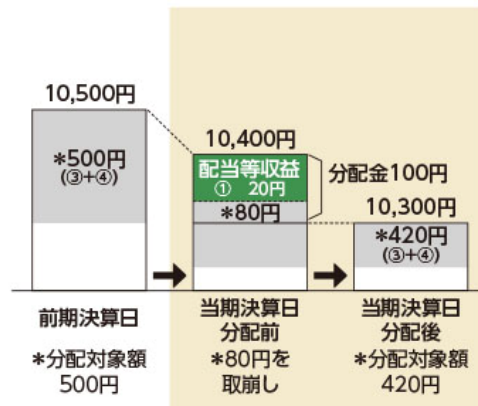 10,500円
*500円
(③+④)
前期決算日
*分配対象額
500円
10,400円
配当等収益
① 20円
*80円
分配金100円
当期決算日
分配前
*80円を
取崩し
10,300円
*420円
(③+④)
当期決算日
分配後
*分配対象額
420円